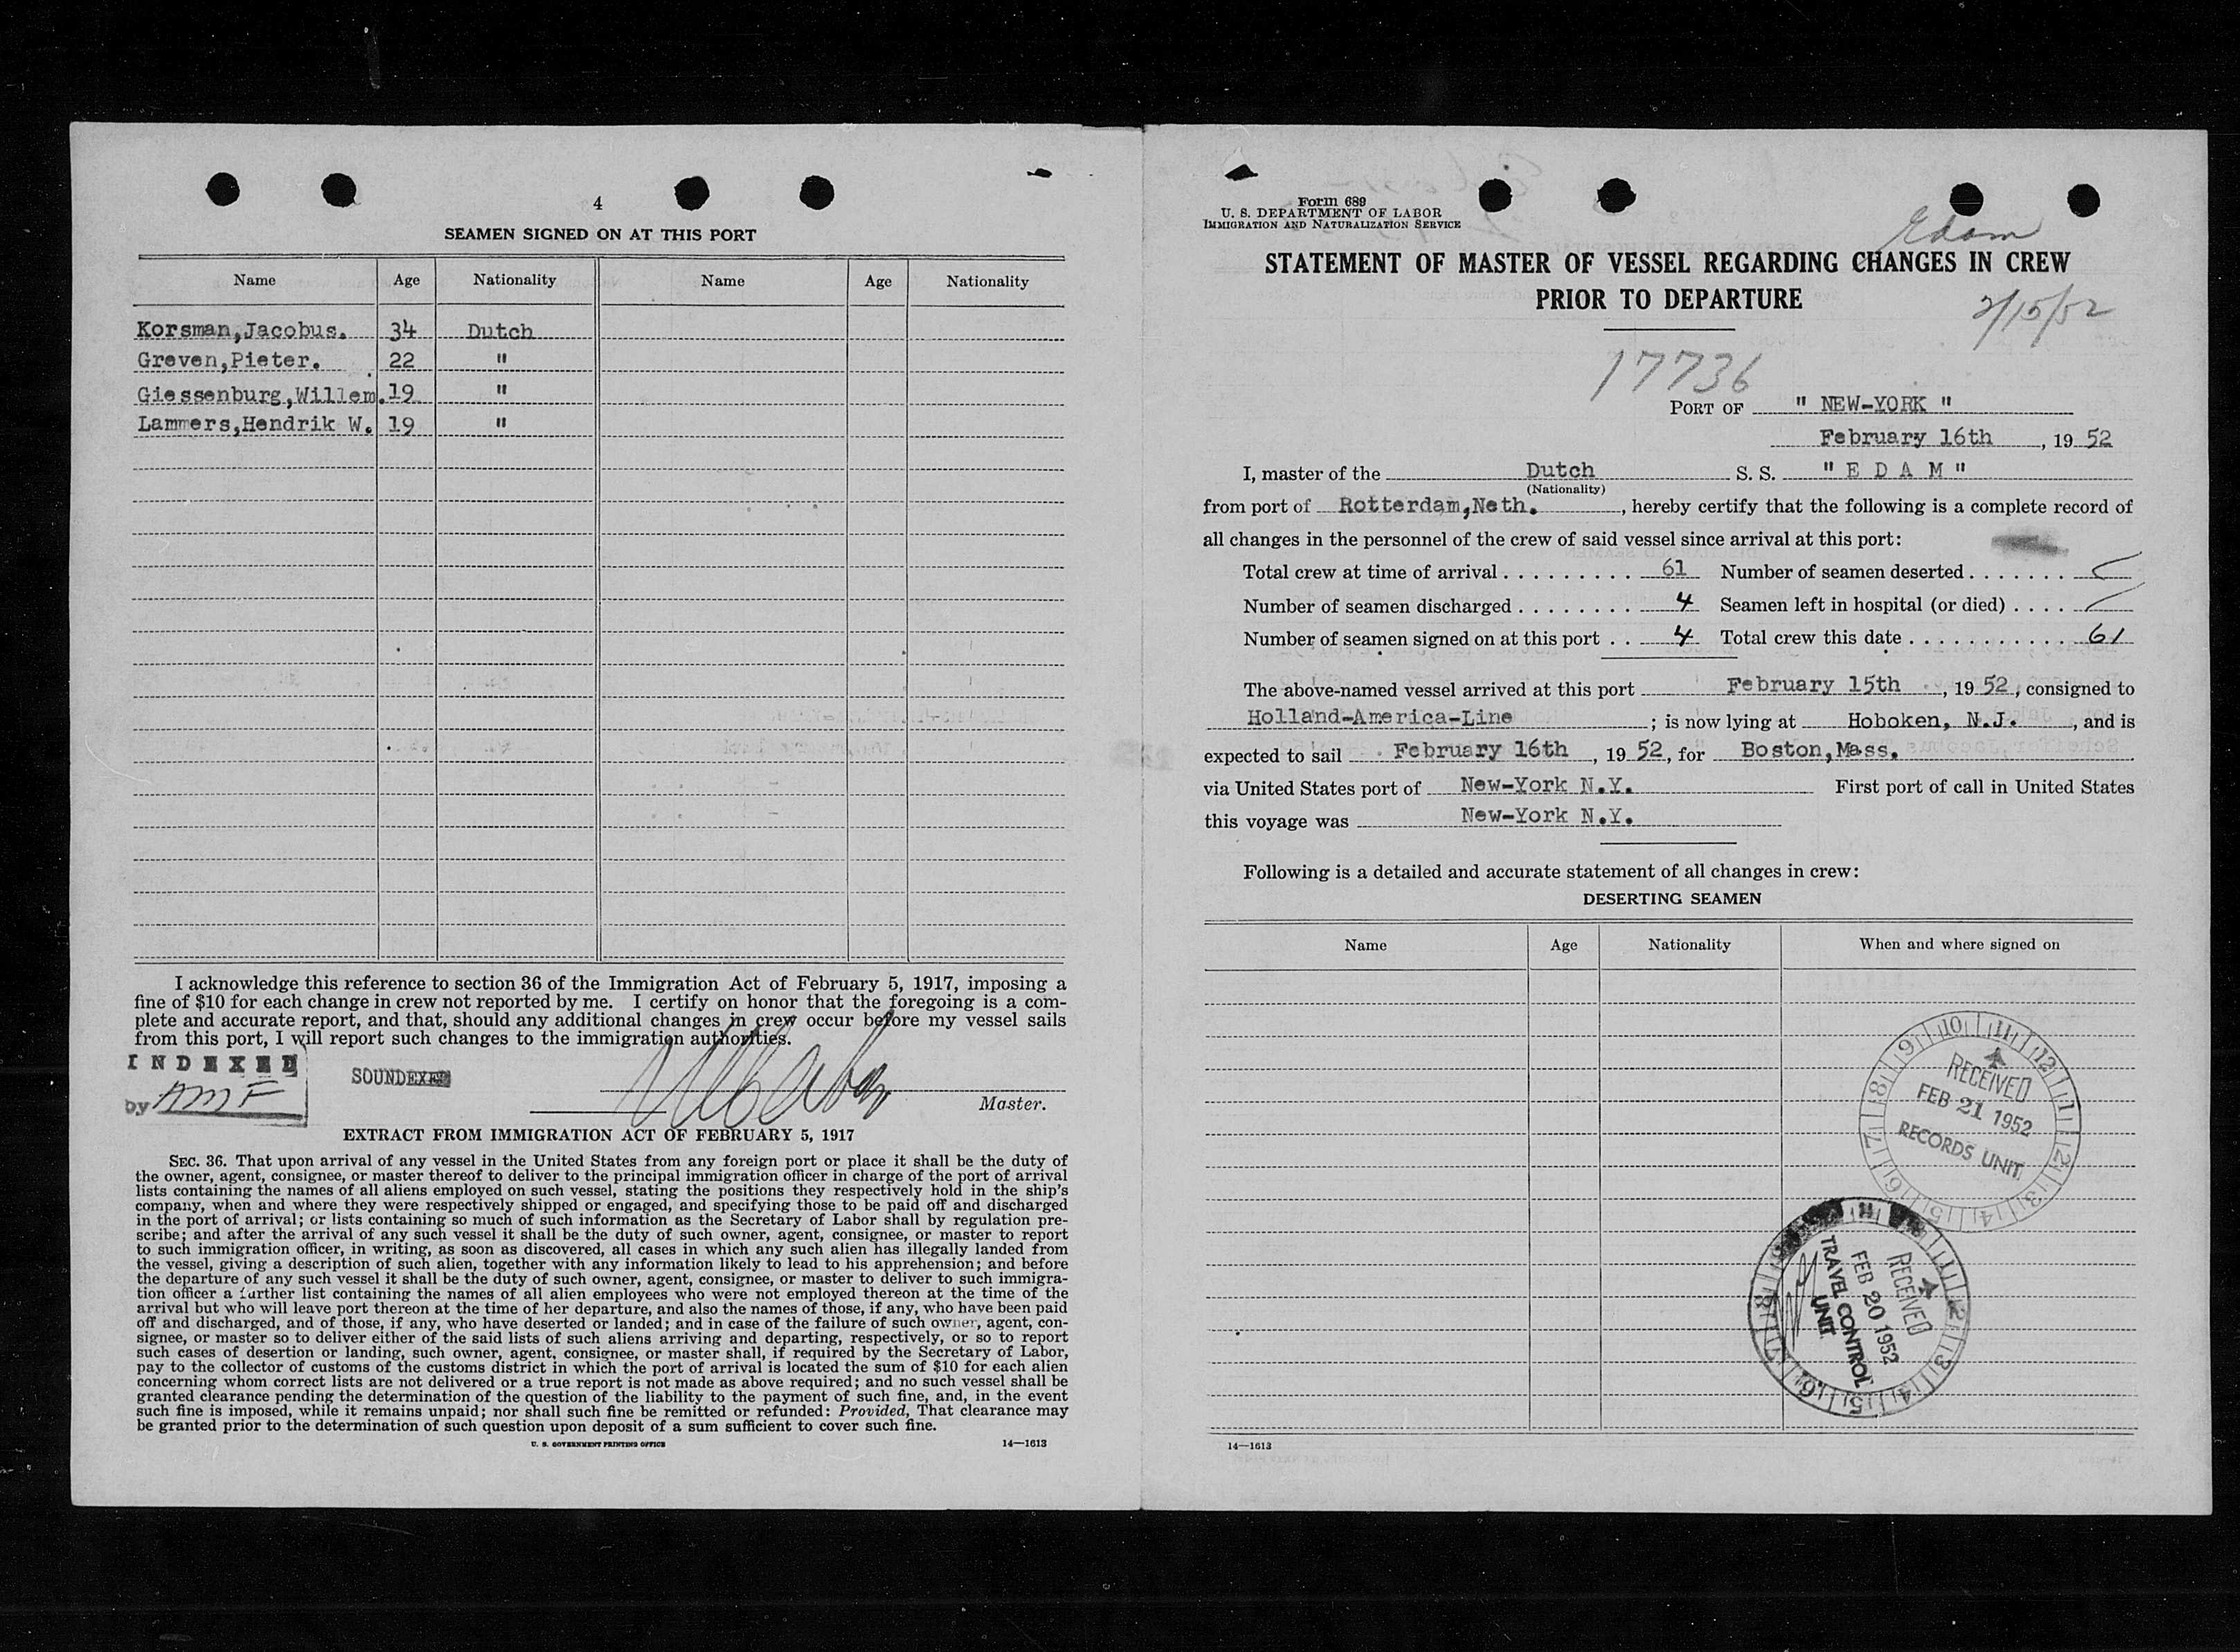 4
SEAMEN SIGNED ON AT THIS PORT
Name Age Nationality Name Age Nationality
Korsman,Jacobus. 34 Dutch
Greven,Pieter. 22 "
Giessenburg,Willem. 19 "
Lammers,Hendrik W. 19 "
I acknowledge this reference to section 36 of the Immigration Act of February 5, 1917, imposing a
fine of $10 for each change in crew not reported by me. I certify on honor that the foregoing is a com-
plete and accurate report, and that, should any additional changes in crew occur before my vessel sails
from this port, I will report such changes to the immigration authorities.
INDEXED
by AMF
SOUNDEXED
Master.
EXTRACT FROM IMMIGRATION ACT OF FEBRUARY 5, 1917
SEC. 36. That upon arrival of any vessel in the United States from any foreign port or place it shall be the duty of
the owner, agent, consignee, or master thereof to deliver to the principal immigration officer in charge of the port of arrival
lists containing the names of all aliens employed on such vessel, stating the positions they respectively hold in the ship's
company, when and where they were respectively shipped or engaged, and specifying those to be paid off and discharged
in the port of arrival; or lists containing so much of such information as the Secretary of Labor shall by regulation pre-
scribe; and after the arrival of any such vessel it shall be the duty of such owner, agent, consignee, or master to report
to such immigration officer, in writing, as soon as discovered, all cases in which any such alien has illegally landed from
the vessel, giving a description of such alien, together with any information likely to lead to his apprehension; and before
the departure of any such vessel it shall be the duty of such owner, agent, consignee, or master to deliver to such immigra-
tion officer a further list containing the names of all alien employees who were not employed thereon at the time of the
arrival but who will leave port thereon at the time of her departure, and also the names of those, if any, who have been paid
off and discharged, and of those, if any, who have deserted or landed; and in case of the failure of such owner, agent, con-
signee, or master so to deliver either of the said lists of such aliens arriving and departing, respectively, or so to report
such cases of desertion or landing, such owner, agent, consignee, or master shall, if required by the Secretary of Labor,
pay to the collector of customs of the customs district in which the port of arrival is located the sum of $10 for each alien
concerning whom correct lists are not delivered or a true report is not made as above required; and no such vessel shall be
granted clearance pending the determination of the question of the liability to the payment of such fine, and, in the event
such fine is imposed, while it remains unpaid; nor shall such fine be remitted or refunded: Provided, That clearance may
be granted prior to the determination of such question upon deposit of a sum sufficient to cover such fine.
U. S. GOVERNMENT PRINTING OFFICE 14—1613
Form 689
U. S. DEPARTMENT OF LABOR
IMMIGRATION AND NATURALIZATION SERVICE
Edam
STATEMENT OF MASTER OF VESSEL REGARDING CHANGES IN CREW
PRIOR TO DEPARTURE
2/15/52
17736
PORT OF " NEW-YORK "
February 16th , 19 52
I, master of the Dutch S. S. " E D A M "
(Nationality)
from port of Rotterdam,Neth. , hereby certify that the following is a complete record of
all changes in the personnel of the crew of said vessel since arrival at this port:
Total crew at time of arrival . . . . . . . . . . 61 Number of seamen deserted . . . . . . .
Number of seamen discharged . . . . . . . . 4 Seamen left in hospital (or died) . . . .
Number of seamen signed on at this port . . 4 Total crew this date . . . . . . . . . . . . 61
The above-named vessel arrived at this port February 15th , 19 52, consigned to
Holland-America-Line ; is now lying at Hoboken, N.J. , and is
expected to sail February 16th , 19 52, for Boston,Mass.
via United States port of New-York N.Y. First port of call in United States
this voyage was New-York N.Y.
Following is a detailed and accurate statement of all changes in crew:
DESERTING SEAMEN
Name Age Nationality When and where signed on
RECEIVED
FEB 21 1952
RECORDS UNIT
RECEIVED
FEB 20 1952
TRAVEL CONTROL
UNIT
14—1613